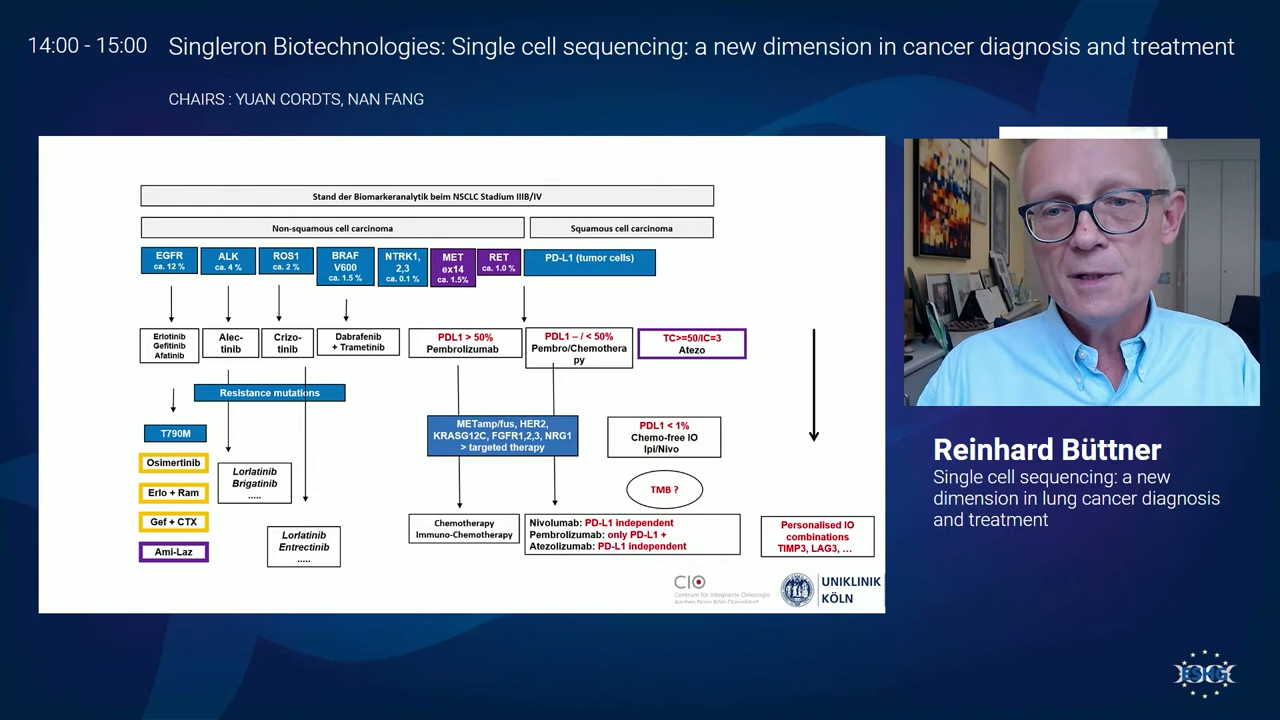 14:00 - 15:00 Singleron Biotechnologies: Single cell sequencing: a new dimension in cancer diagnosis and treatment
CHAIRS : YUAN CORDTS, NAN FANG
Stand der Biomarkeranalytik beim NSCLC Stadium IIIB/IV
Non-squamous cell carcinoma
Squamous cell carcinoma
EGFR
ca. 12 %
ALK
ca. 4 %
ROS1
ca. 2 %
BRAF
V600
ca. 1.5 %
NTRK1,
2,3
ca. 0.1 %
MET
ex14
ca. 1.5%
RET
ca. 1.0 %
PD-L1 (tumor cells)
Erlotinib
Gefitinib
Afatinib
Alec-
tinib
Crizo-
tinib
Dabrafenib
+ Trametinib
PDL1 > 50%
Pembrolizumab
PDL1 – / < 50%
Pembro/Chemothera
py
TC>=50/IC=3
Atezo
Resistance mutations
T790M
Osimertinib
Erlo + Ram
Gef + CTX
Ami-Laz
Lorlatinib
Brigatinib
.....
Lorlatinib
Entrectinib
.....
METamp/fus, HER2,
KRASG12C, FGFR1,2,3, NRG1
> targeted therapy
PDL1 < 1%
Chemo-free IO
Ipi/Nivo
TMB ?
Chemotherapy
Immuno-Chemotherapy
Nivolumab: PD-L1 independent
Pembrolizumab: only PD-L1 +
Atezolizumab: PD-L1 independent
Personalised IO
combinations
TIMP3, LAG3, ...
CIO
Centrum für Integrierte Onkologie
Aachen Bonn Köln Düsseldorf
UNIKLINIK
KÖLN
Reinhard Büttner
Single cell sequencing: a new
dimension in lung cancer diagnosis
and treatment
ESHG